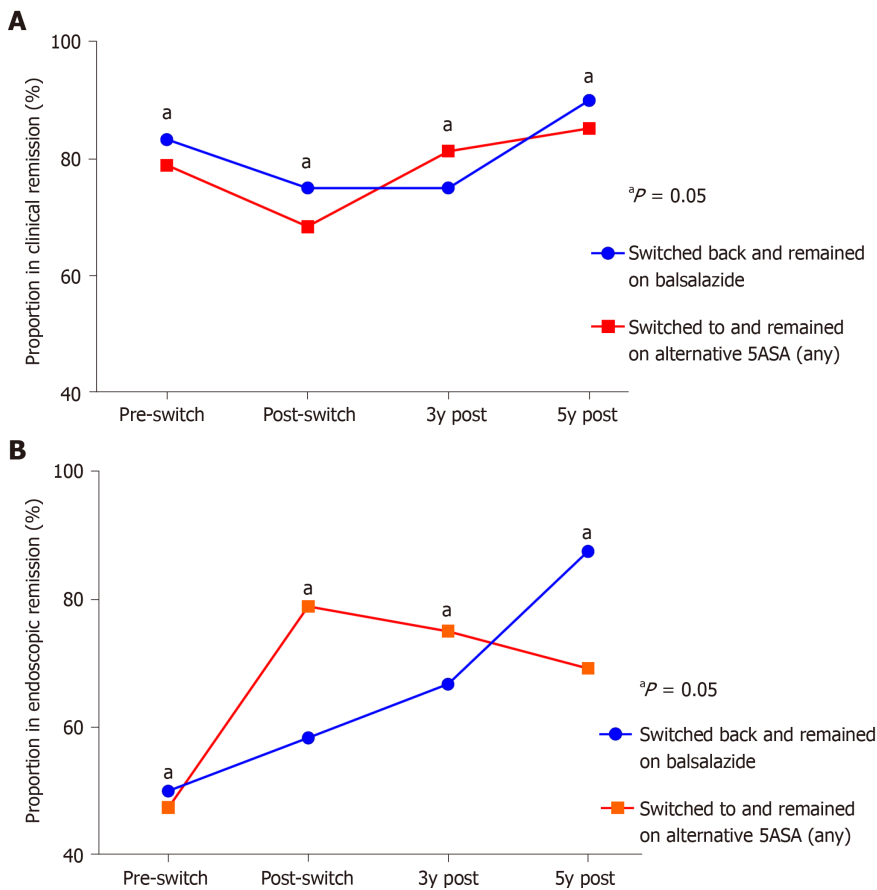 A
Proportion in clinical remission (%)
100
80
60
40
a
a
a
a
Pre-switch
Post-switch
3y post
5y post
ᵃP = 0.05
Switched back and remained
on balsalazide
Switched to and remained
on alternative 5ASA (any)
B
Proportion in endoscopic remission (%)
100
80
60
40
a
a
a
a
Pre-switch
Post-switch
3y post
5y post
ᵃP = 0.05
Switched back and remained
on balsalazide
Switched to and remained
on alternative 5ASA (any)